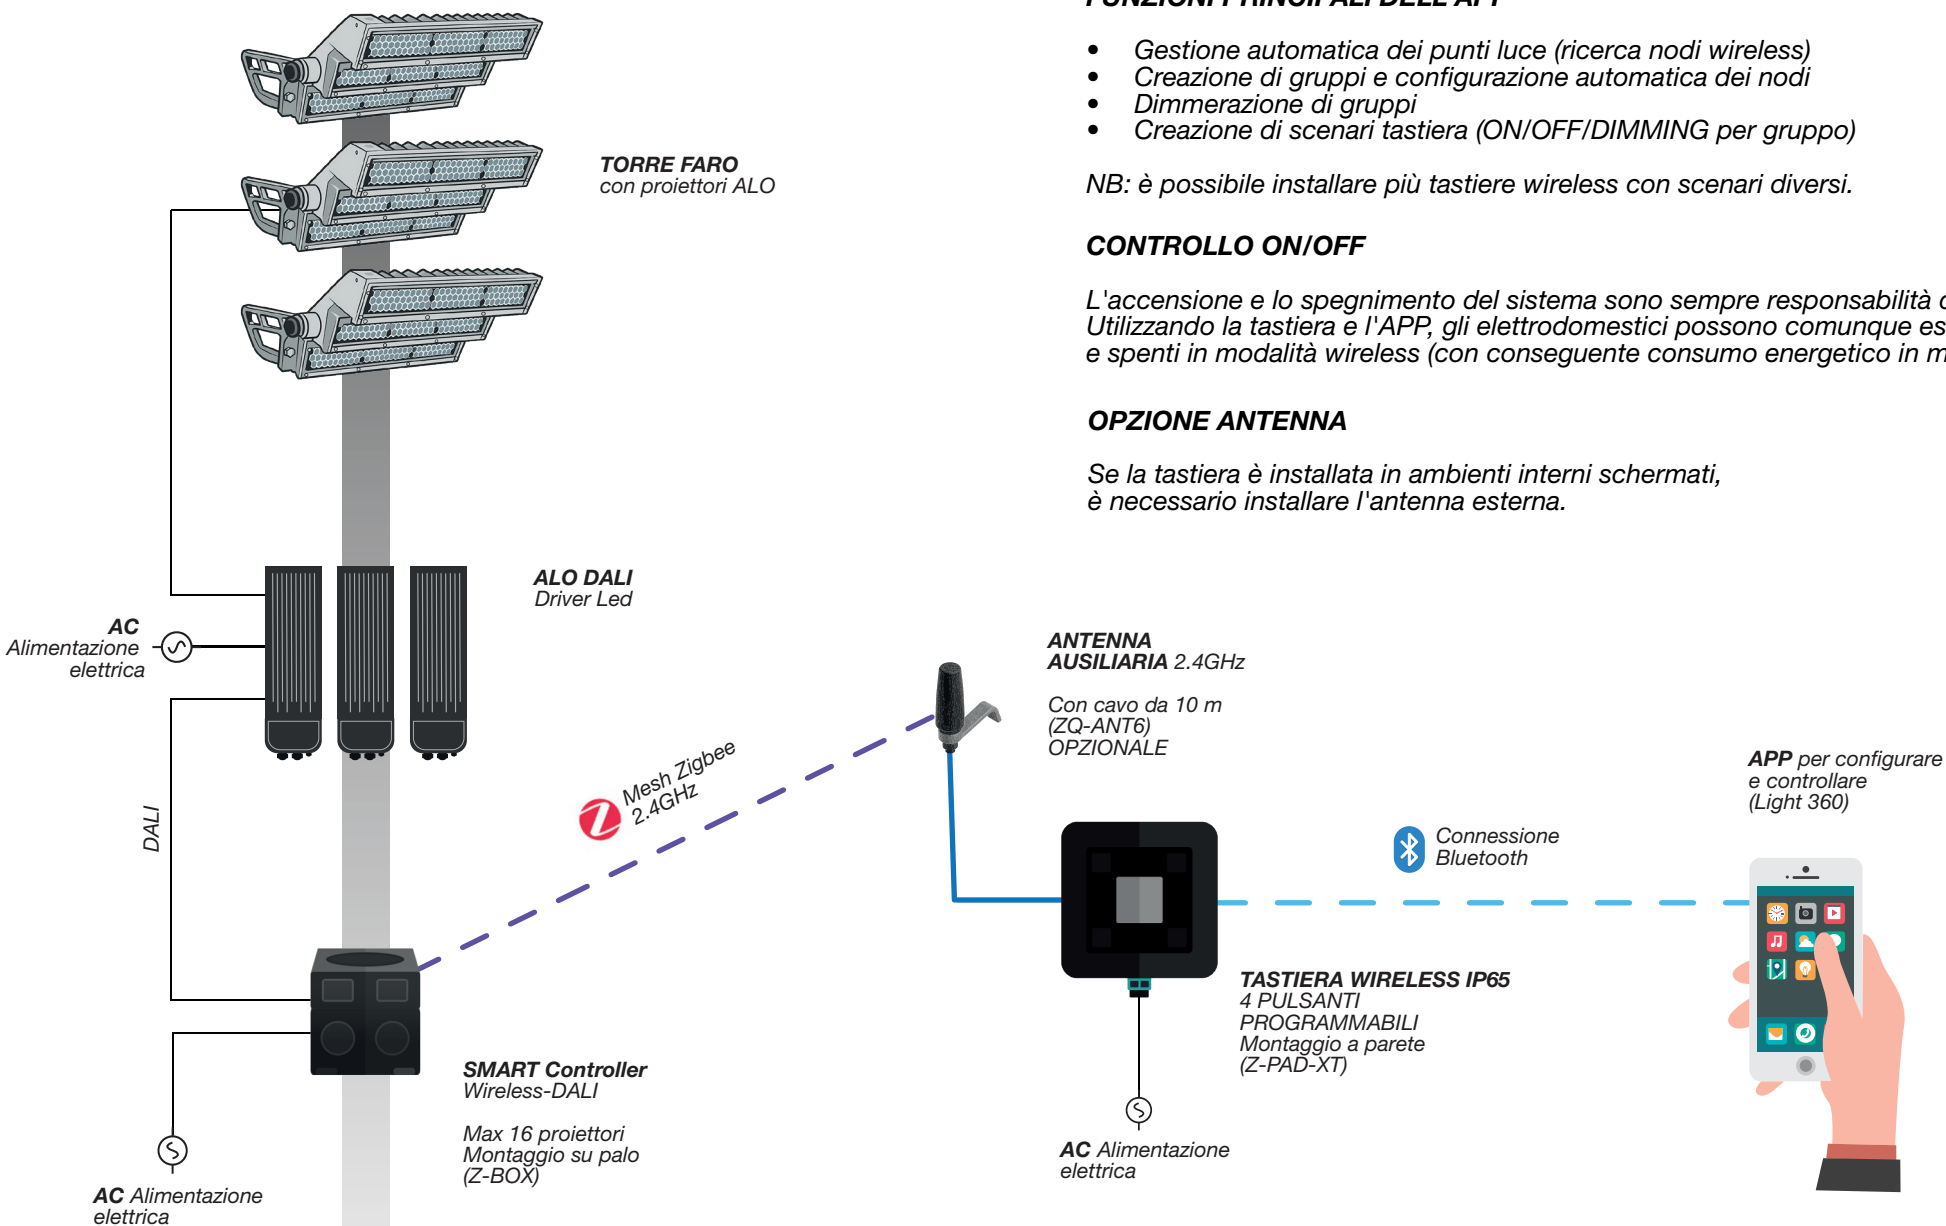 FUNZIONI PRINCIPALI DELL'APP
• Gestione automatica dei punti luce (ricerca nodi wireless)
• Creazione di gruppi e configurazione automatica dei nodi
• Dimmerazione di gruppi
• Creazione di scenari tastiera (ON/OFF/DIMMING per gruppo)
NB: è possibile installare più tastiere wireless con scenari diversi.
CONTROLLO ON/OFF
L'accensione e lo spegnimento del sistema sono sempre responsabilità
Utilizzando la tastiera e l'APP, gli elettrodomestici possono comunque
e spenti in modalità wireless (con conseguente consumo energetico in
OPZIONE ANTENNA
Se la tastiera è installata in ambienti interni schermati,
è necessario installare l'antenna esterna.
TORRE FARO
con proiettori ALO
ALO DALI
Driver Led
AC
Alimentazione
elettrica
DALI
Mesh Zigbee
2.4GHz
ANTENNA
AUSILIARIA 2.4GHz
Con cavo da 10 m
(ZQ-ANT6)
OPZIONALE
APP per configurare
e controllare
(Light 360)
Connessione
Bluetooth
TASTIERA WIRELESS IP65
4 PULSANTI
PROGRAMMABILI
Montaggio a parete
(Z-PAD-XT)
SMART Controller
Wireless-DALI
Max 16 proiettori
Montaggio su palo
(Z-BOX)
AC Alimentazione
elettrica
AC Alimentazione
elettrica